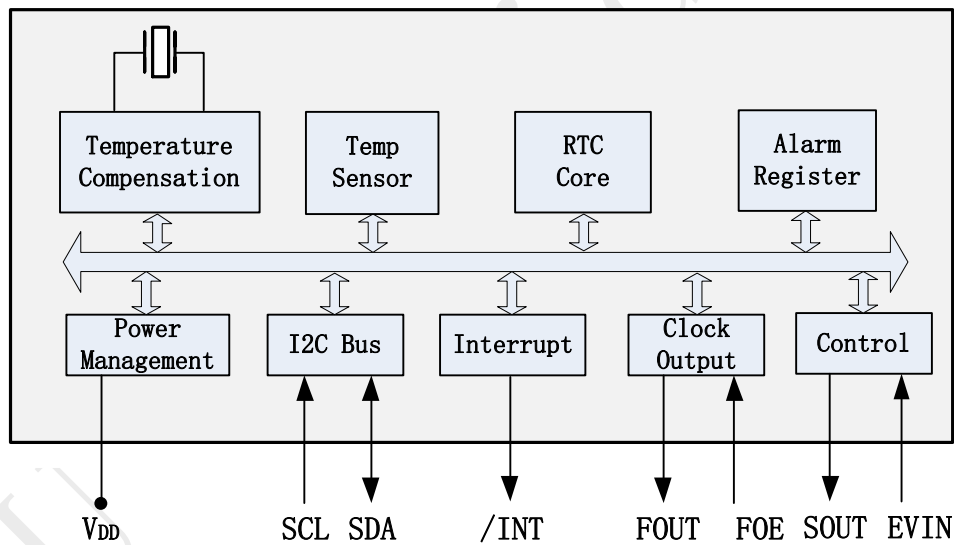 Temperature
Compensation
Temp
Sensor
RTC
Core
Alarm
Register
Power
Management
I2C Bus
Interrupt
Clock
Output
Control
VDD
SCL
SDA
/INT
FOUT
FOE
SOUT
EVIN